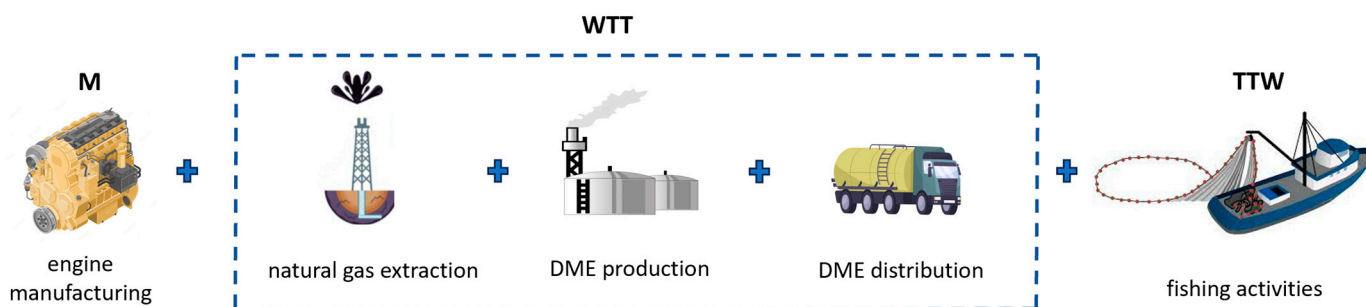 WTT
M
TTW
engine
manufacturing
natural gas extraction
DME production
DME distribution
fishing activities